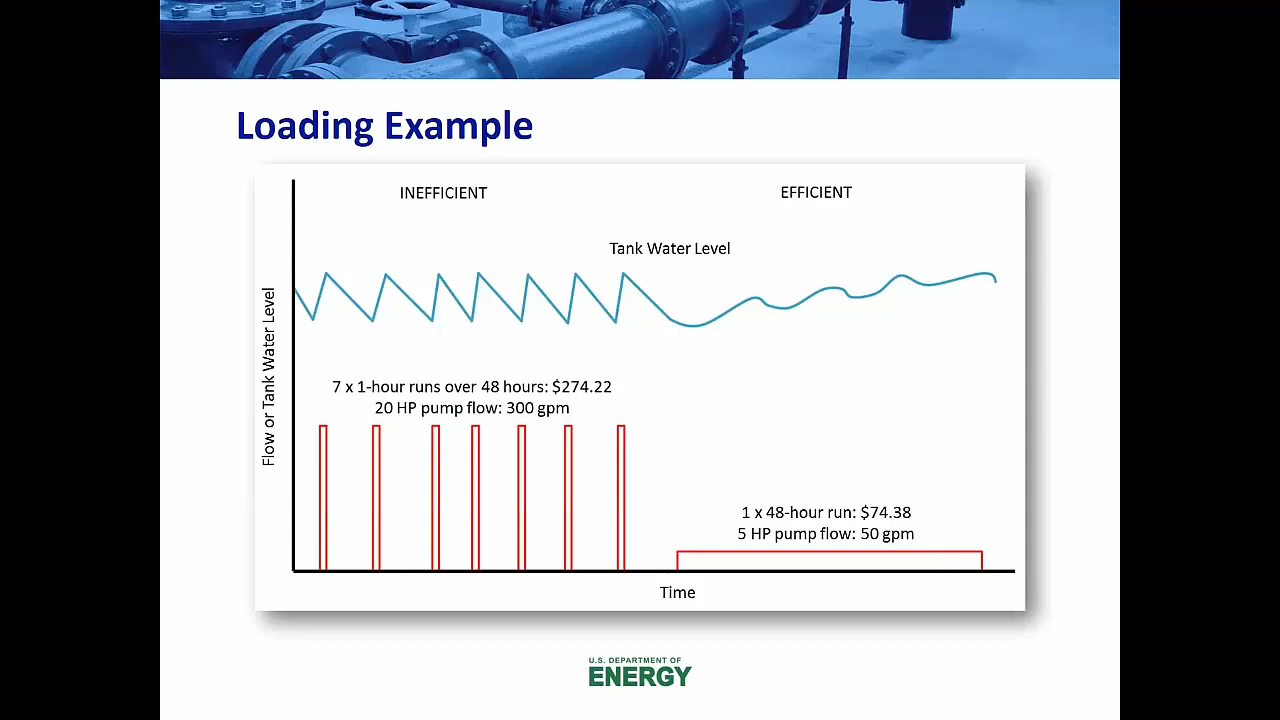 Loading Example
INEFFICIENT
EFFICIENT
Tank Water Level
Flow or Tank Water Level
7 x 1-hour runs over 48 hours: $274.22
20 HP pump flow: 300 gpm
1 x 48-hour run: $74.38
5 HP pump flow: 50 gpm
Time
U.S. DEPARTMENT OF
ENERGY